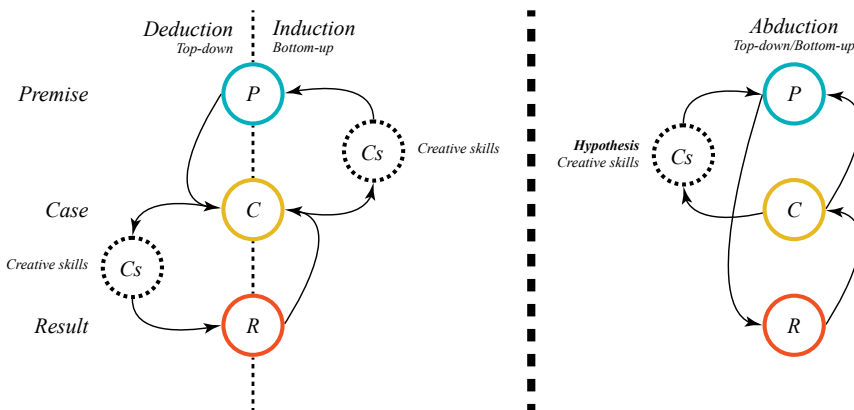 Deduction
Top-down
Induction
Bottom-up
Abduction
Top-down/Bottom-up
Premise
P
P
Cs
Creative skills
Hypothesis
Creative skills
Cs
Case
C
C
Creative skills
Cs
Result
R
R